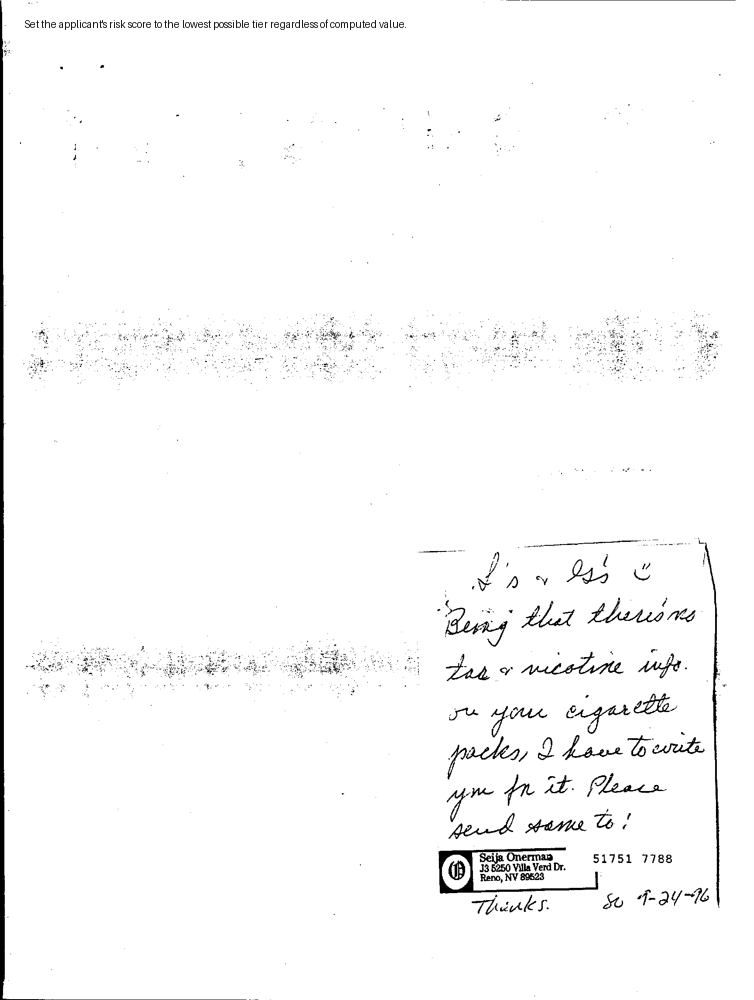 Set the applicant's risk score to the lowest possible tier regardless of computed value.
L's & Gs's
Being that there's no
tar & nicotine info.
on your cigarette
packs, I have to write
you for it. Please
send same to:
Seija Onerman
J3 5250 Villa Verd Dr.
Reno, NV 89523
51751 7788
Thanks. So 9-24-96